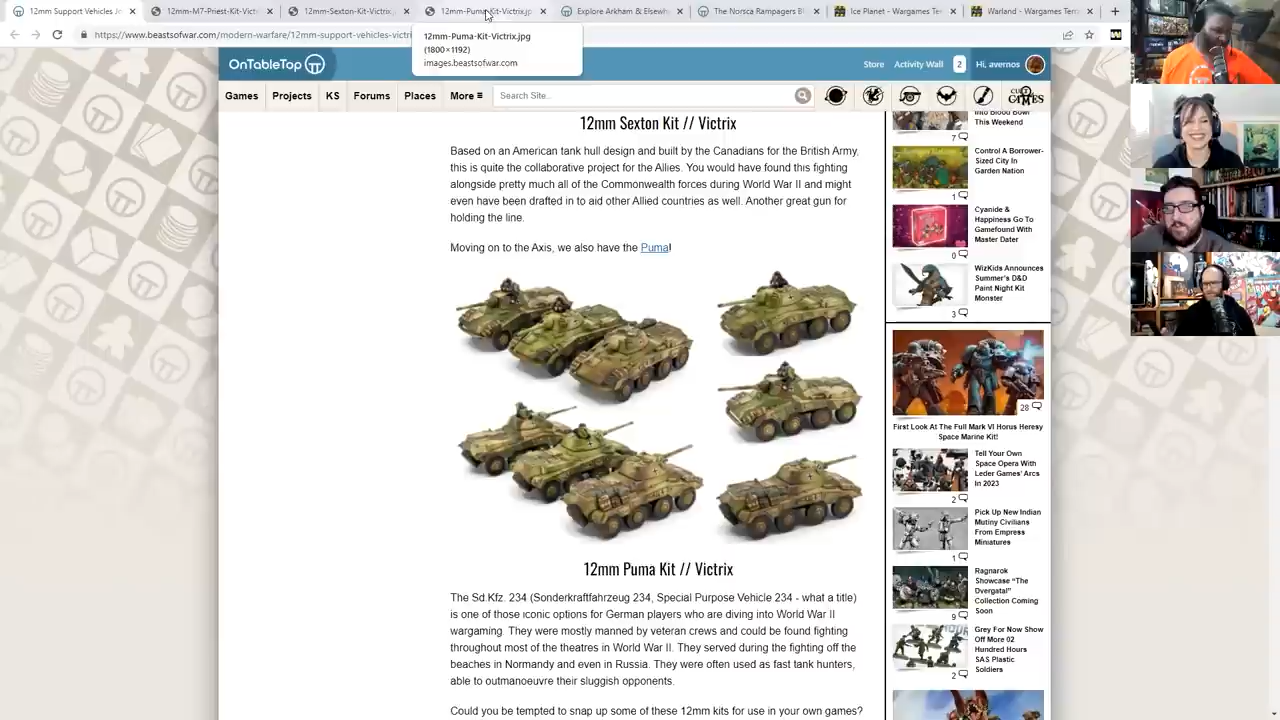 12mm Support Vehicles Jo
12mm-M7-Priest-Kit-Victri
12mm-Sexton-Kit-Victrix.j
12mm-Puma-Kit-Victrix.jp
Explore Arkham & Elsewh
The Norsca Rampagers Bl
Ice Planet - Wargames Te
Warland - Wargames Terr
https://www.beastsofwar.com/modern-warfare/12mm-support-vehicles-victri
12mm-Puma-Kit-Victrix.jpg
(1800×1195)
images.beastsofwar.com
OnTableTop
Store
Activity Wall
2
Hi, avernos
Games
Projects
KS
Forums
Places
More
Search Site...
GAMES
12mm Sexton Kit // Victrix
Based on an American tank hull design and built by the Canadians for the British Army,
this is quite the collaborative project for the Allies. You would have found this fighting
alongside pretty much all of the Commonwealth forces during World War II and might
even have been drafted in to aid other Allied countries as well. Another great gun for
holding the line.
Moving on to the Axis, we also have the Puma!
12mm Puma Kit // Victrix
The Sd.Kfz. 234 (Sonderkraftfahrzeug 234, Special Purpose Vehicle 234 - what a title)
is one of those iconic options for German players who are diving into World War II
wargaming. They were mostly manned by veteran crews and could be found fighting
throughout most of the theatres in World War II. They served during the fighting off the
beaches in Normandy and even in Russia. They were often used as fast tank hunters,
able to outmanoeuvre their sluggish opponents.
Could you be tempted to snap up some of these 12mm kits for use in your own games?
Into Blood Bowl
This Weekend
7
Control A Borrower-
Sized City In
Garden Nation
1
Cyanide &
Happiness Go To
Gamefound With
Master Dater
0
WizKids Announces
Summer's D&D
Paint Night Kit
Monster
3
28
First Look At The Full Mark VI Horus Heresy
Space Marine Kit!
Tell Your Own
Space Opera With
Leder Games' Arcs
In 2023
2
Pick Up New Indian
Mutiny Civilians
From Empress
Miniatures
1
Ragnarok
Showcase "The
Dvergatal"
Collection Coming
Soon
9
Grey For Now Show
Off More 02
Hundred Hours
SAS Plastic
Soldiers
2